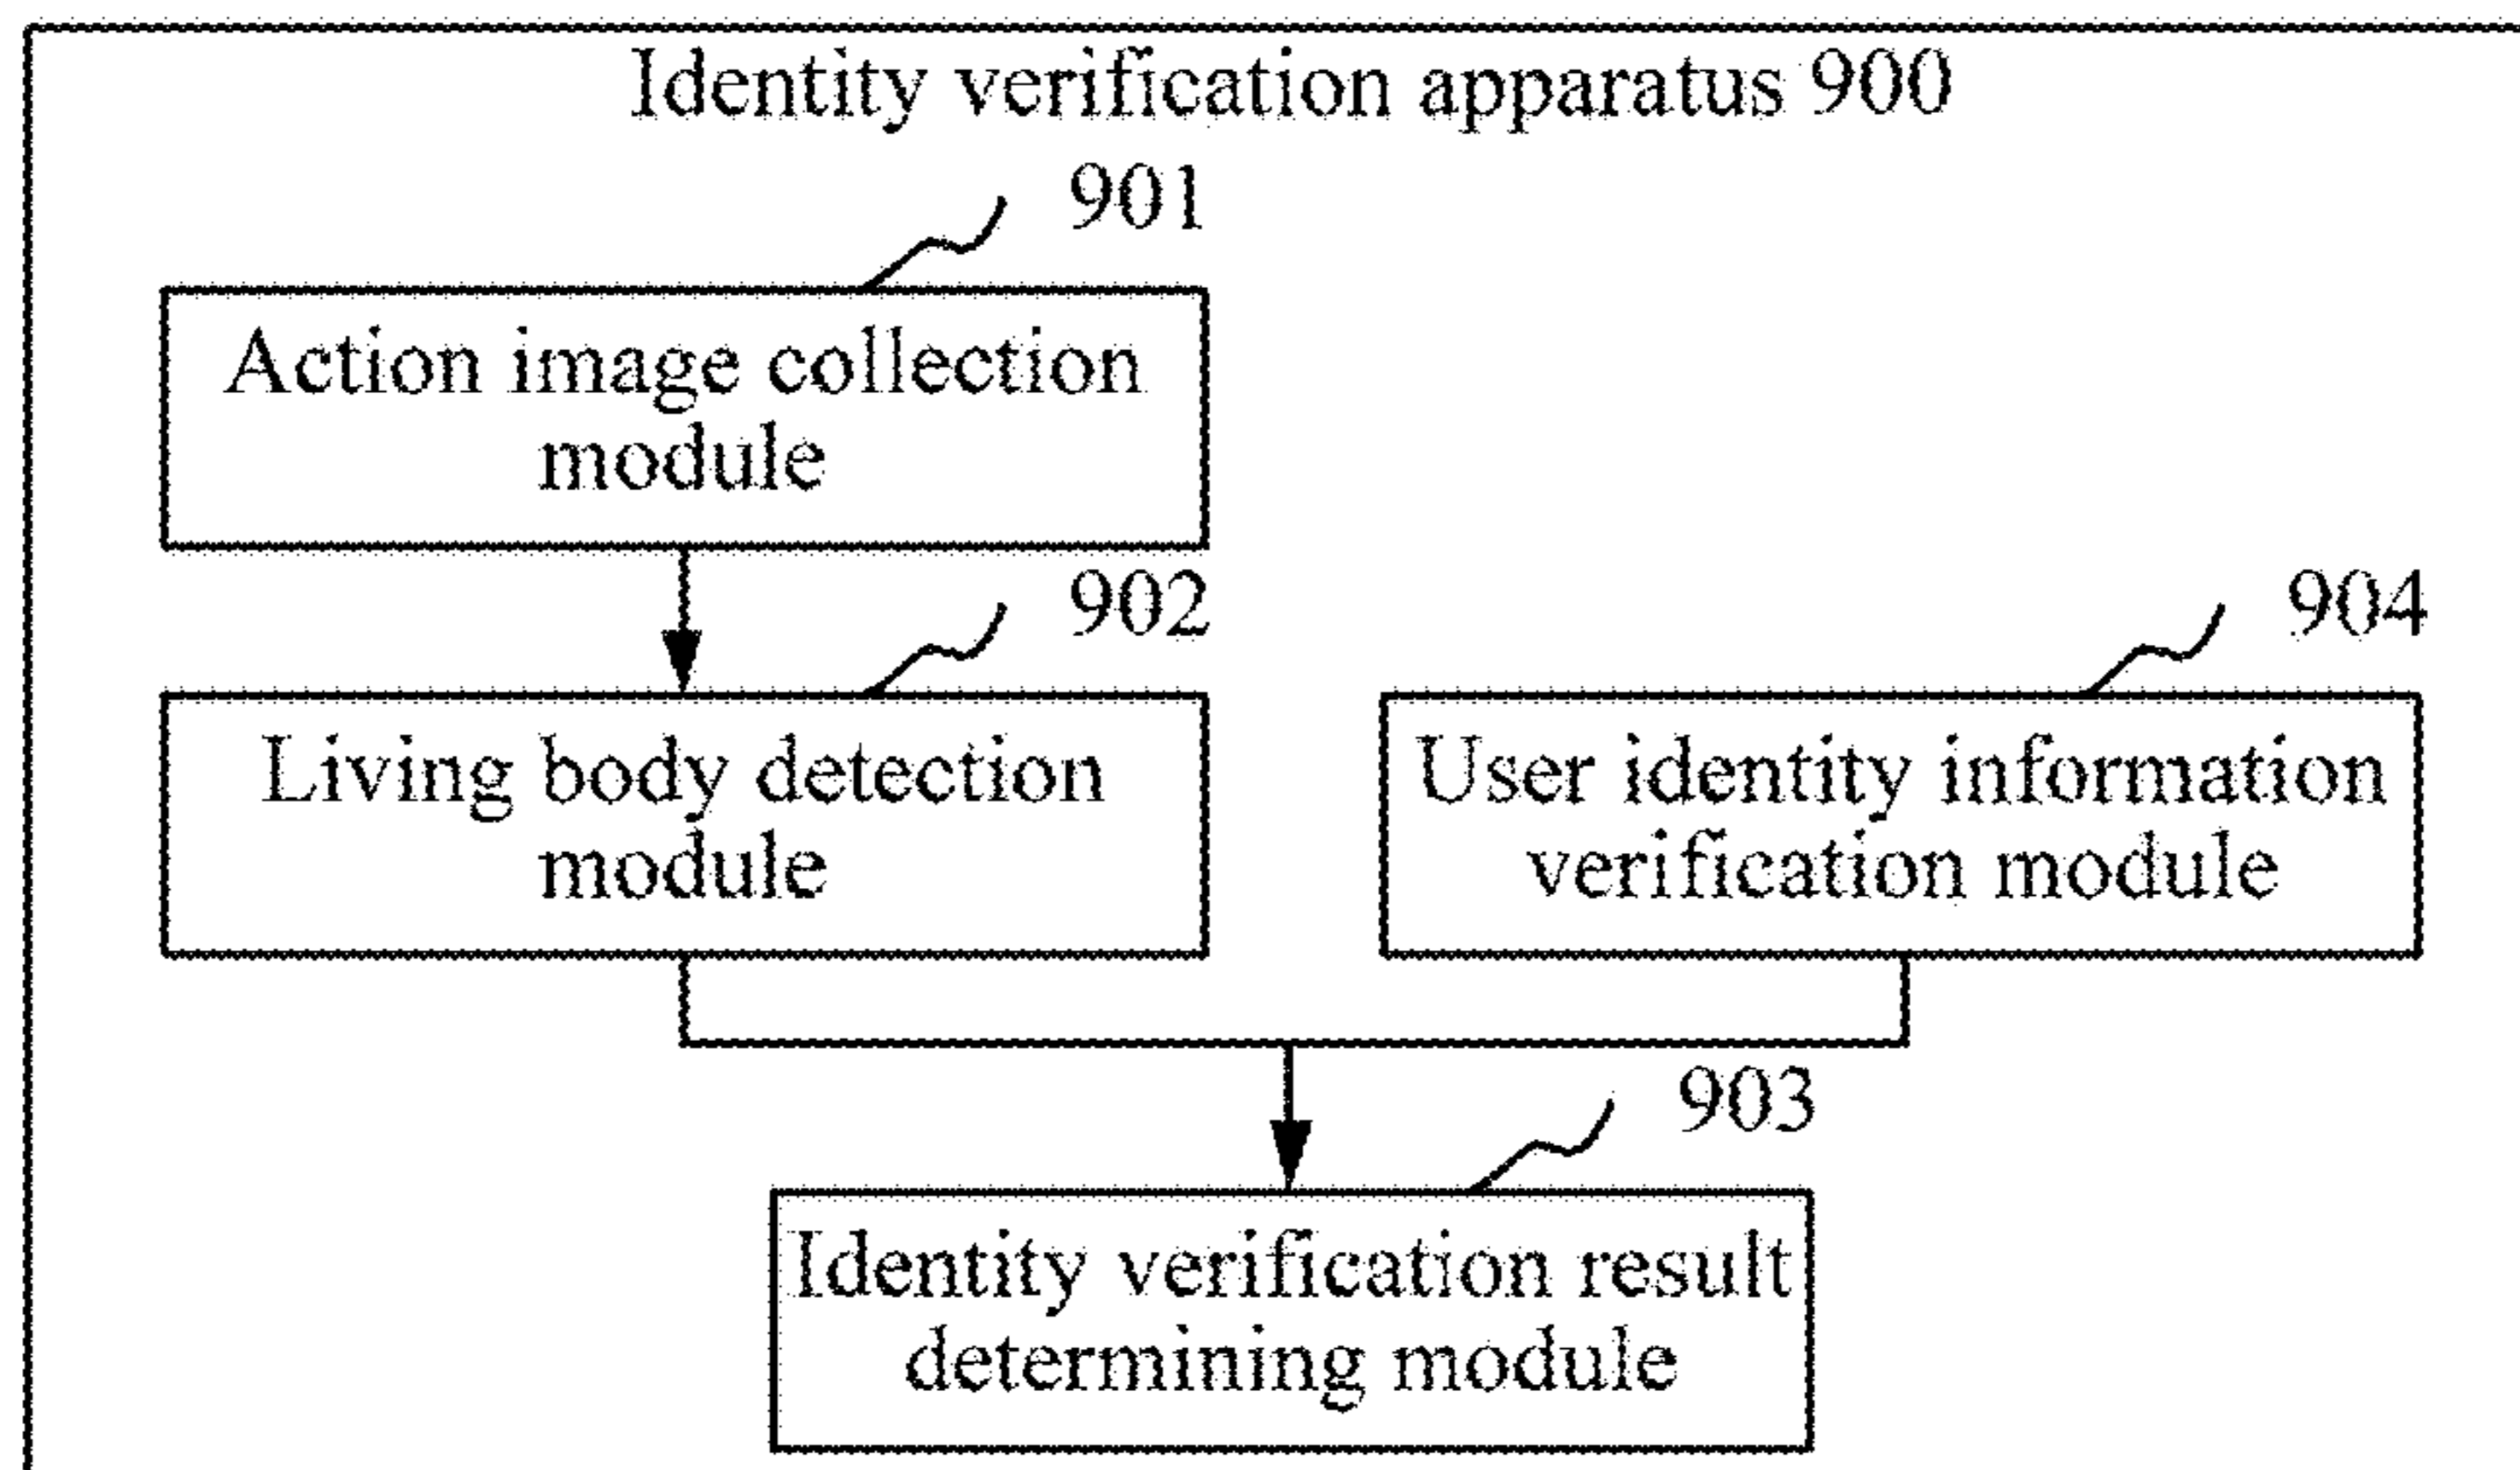 Identity verification apparatus 900
901
Action image collection
module
902
Living body detection
module
904
User identity information
verification module
903
Identity verification result
determining module